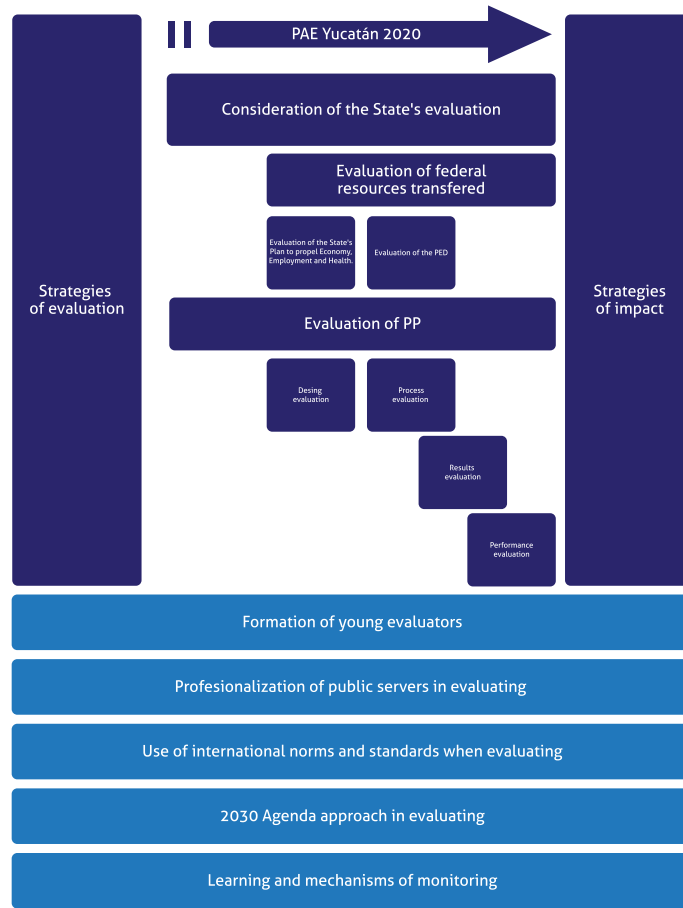 PAE Yucatán 2020
Consideration of the State's evaluation
Evaluation of federal
resources transfered
Evaluation of the State's
Plan to propel Economy,
Employment and Health.
Evaluation of the PED
Strategies
of evaluation
Strategies
of impact
Evaluation of PP
Desing
evaluation
Process
evaluation
Results
evaluation
Performance
evaluation
Formation of young evaluators
Profesionalization of public servers in evaluating
Use of international norms and standards when evaluating
2030 Agenda approach in evaluating
Learning and mechanisms of monitoring